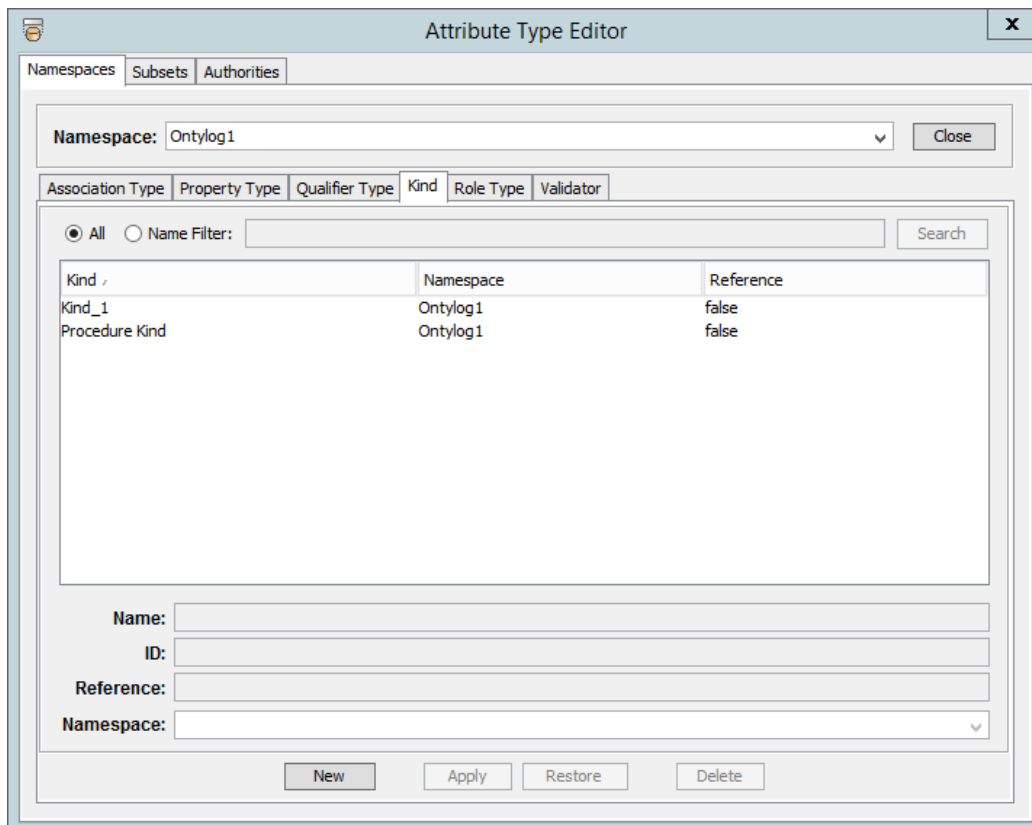 Attribute Type Editor
x
Namespaces Subsets Authorities
Namespace: Ontylog1 Close
Association Type Property Type Qualifier Type Kind Role Type Validator
All Name Filter: Search
Kind Namespace Reference
Kind_1 Ontylog1 false
Procedure Kind Ontylog1 false
Name:
ID:
Reference:
Namespace:
New Apply Restore Delete